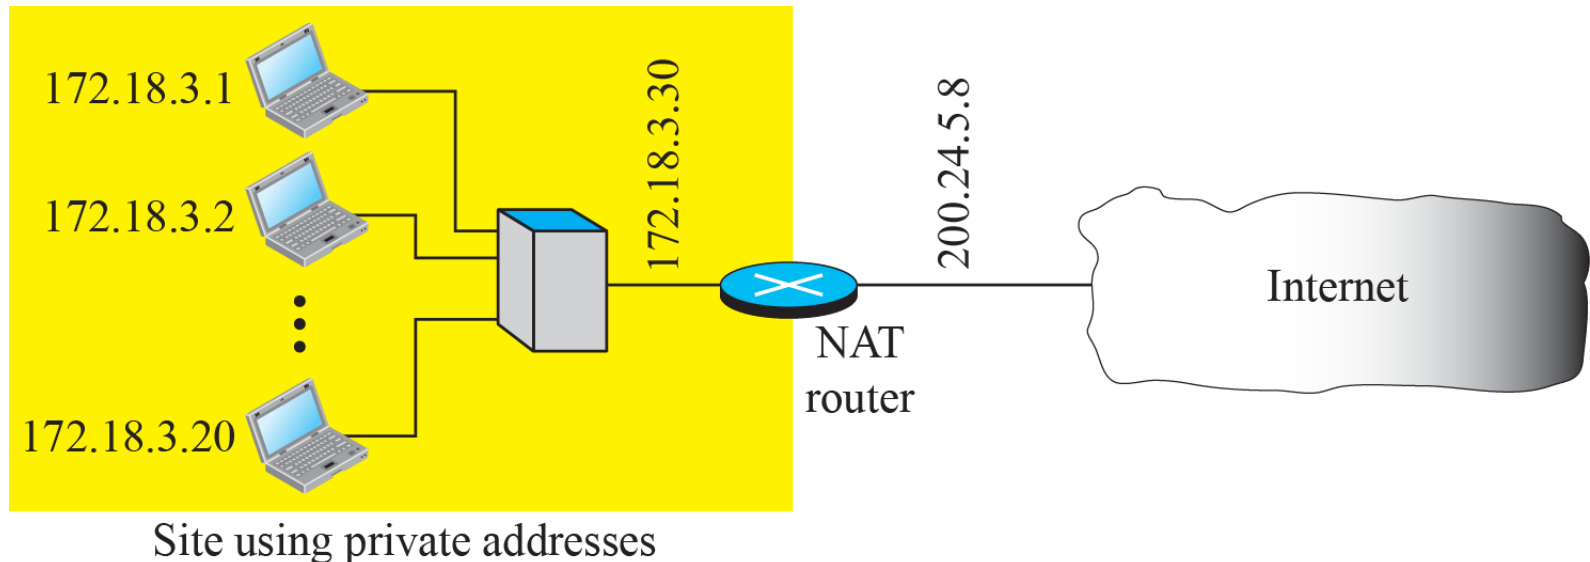 172.18.3.1
172.18.3.2
172.18.3.20
172.18.3.30
200.24.5.8
NAT
router
Internet
Site using private addresses